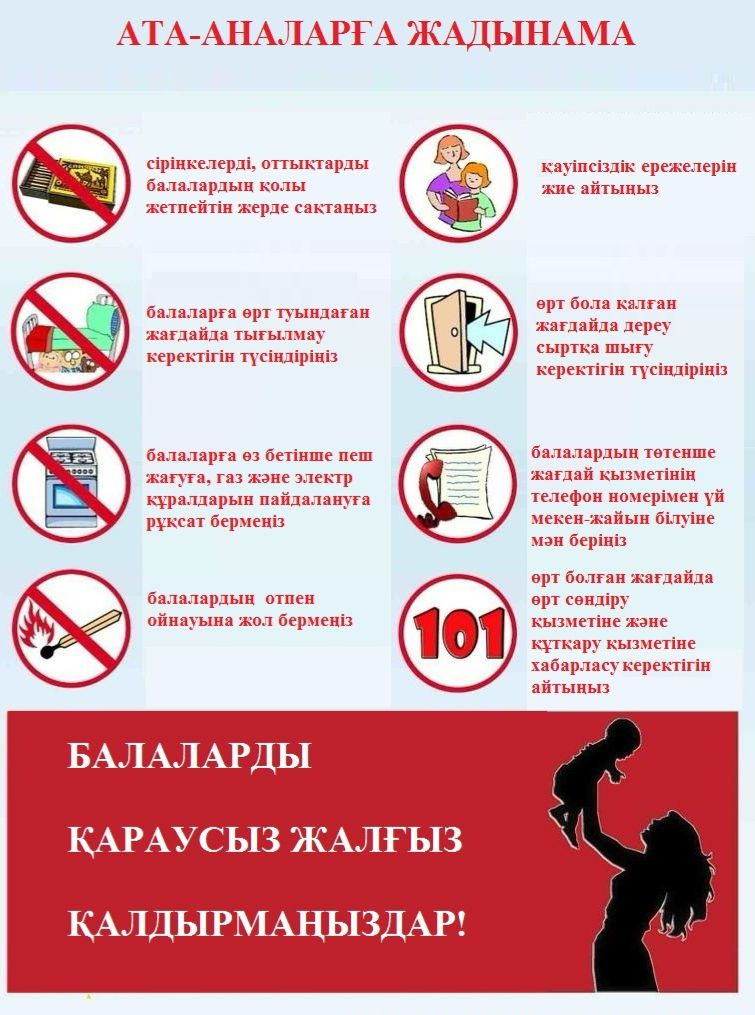 АТА-АНАЛАРҒА ЖАДЫНАМА
сіріңкелерді, оттықтарды
балалардың қолы
жетпейтін жерде сақтаңыз
қауіпсіздік ережелерін
жие айтыңыз
балаларға өрт туындаған
жағдайда тығылмау
керектігін түсіндіріңіз
өрт бола қалған
жағдайда дереу
сыртқа шығу
керектігін түсіндіріңіз
балаларға өз бетінше пеш
жағуға, газ және электр
құралдарын пайдалануға
рұқсат бермеңіз
балалардың төтенше
жағдай қызметінің
телефон номерімен үй
мекен-жайын білуіне
мән беріңіз
балалардың отпен
ойнауына жол бермеңіз
101
өрт болған жағдайда
өрт сөндіру
қызметіне және
құтқару қызметіне
хабарласу керектігін
айтыңыз
БАЛАЛАРДЫ
ҚАРАУСЫЗ ЖАЛҒЫЗ
ҚАЛДЫРМАҢЫЗДАР!